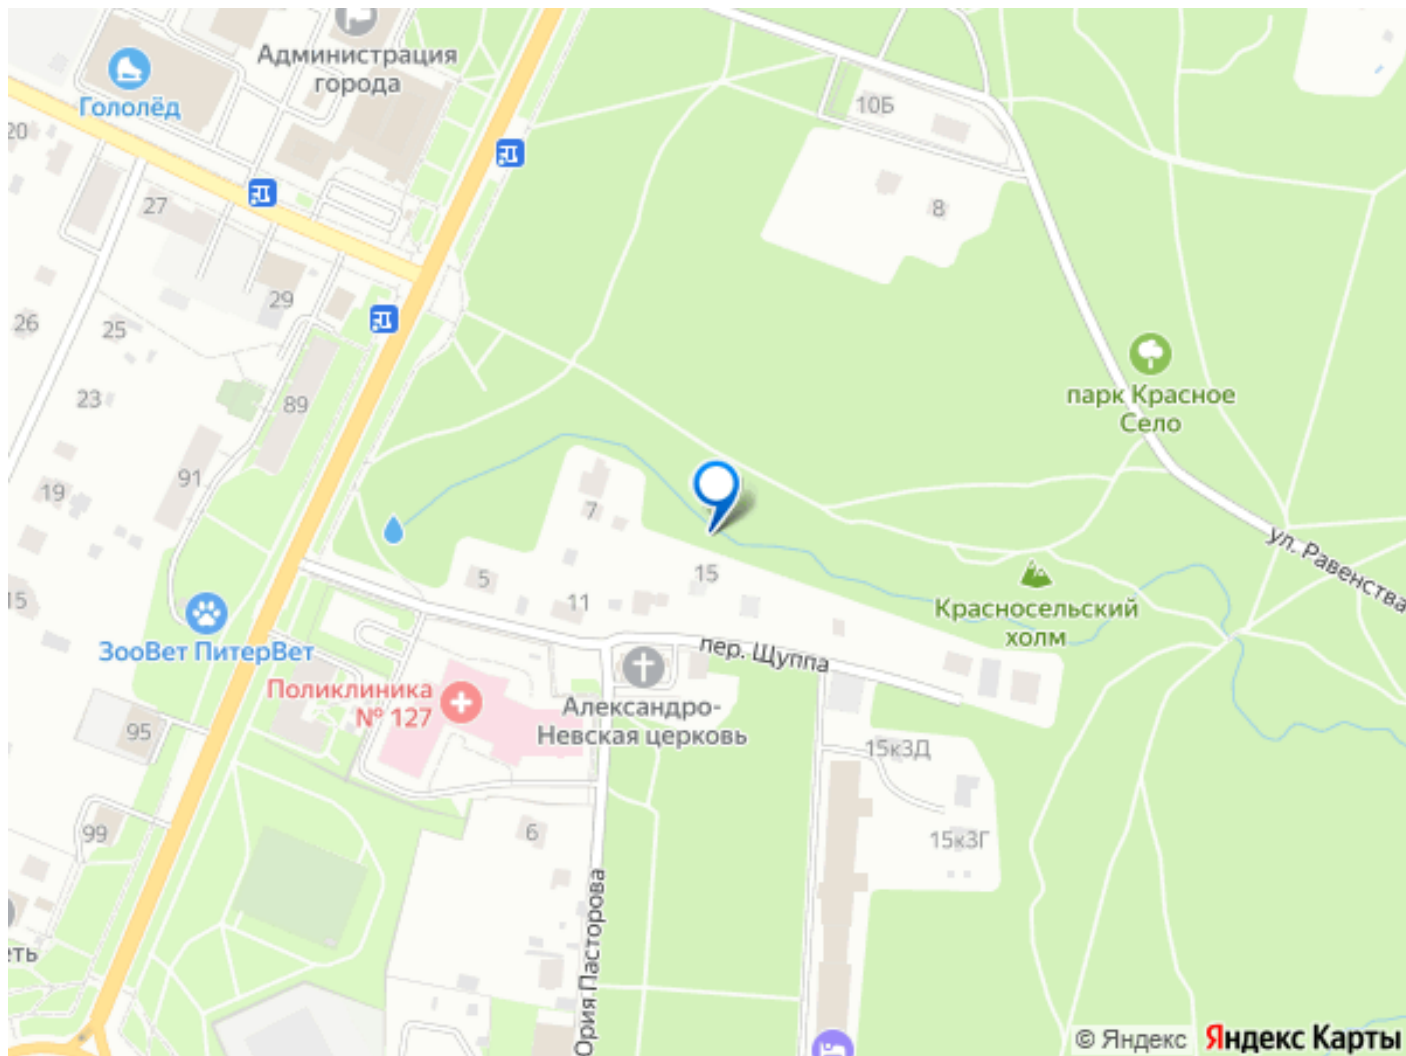 Администрация
города
Гололёд
10Б
20
27
8
29
26
25
парк Красное
Село
23
89
91
19
7
ул. Равенства
15
5
11
15
Красносельский
холм
ЗооВет ПитерВет
пер. Щуппа
Поликлиника
№ 127
Александро-
Невская церковь
95
15к3Д
99
6
15к3Г
еть
Юрия Пасторова
© Яндекс
Яндекс Карты